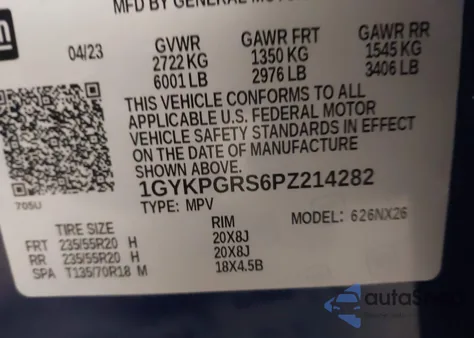 MFD BY GENERAL MOTORS
04/23 GVWR GAWR FRT GAWR RR
2722 KG 1350 KG 1545 KG
6001 LB 2976 LB 3406 LB
THIS VEHICLE CONFORMS TO ALL
APPLICABLE U.S. FEDERAL MOTOR
VEHICLE SAFETY STANDARDS IN EFFECT
ON THE DATE OF MANUFACTURE
SHOWN ABOVE.
1GYKPGRS6PZ214282
705U
TYPE: MPV
MODEL: 626NX26
TIRE SIZE RIM
FRT 235/55R20 H 20X8J
RR 235/55R20 H 20X8J
SPA T135/70R18 M 18X4.5B